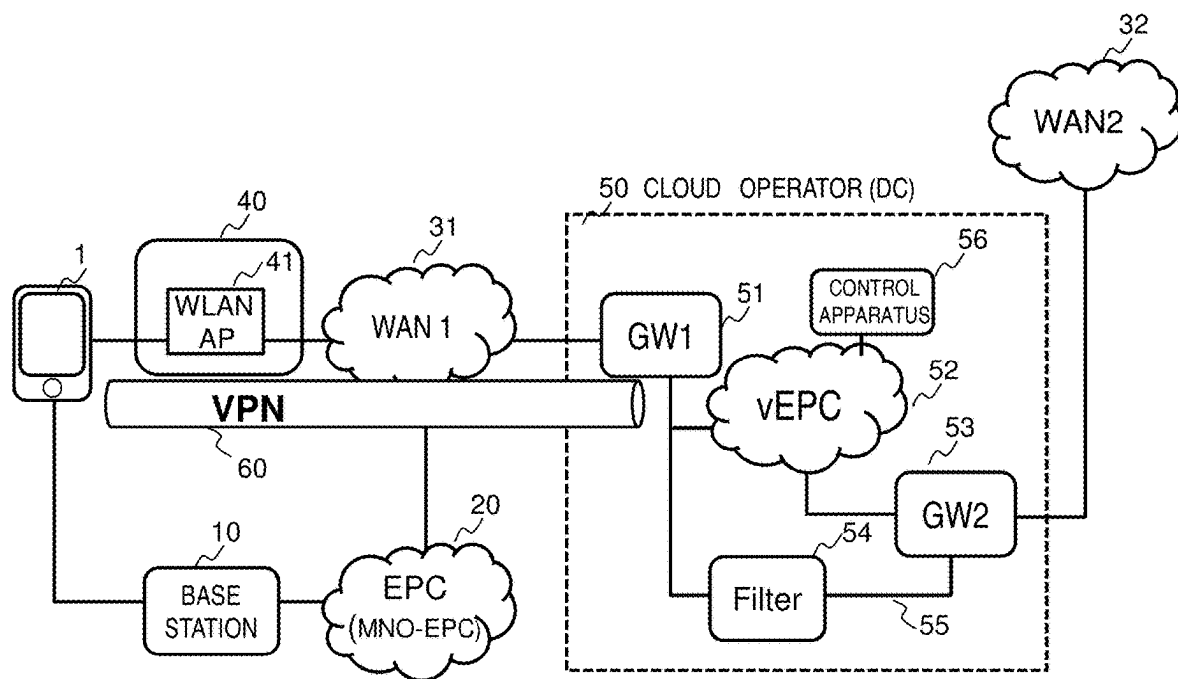 32
WAN2
50 CLOUD OPERATOR (DC)
40
31
1
41
56
51
WLAN
AP
WAN 1
GW1
CONTROL
APPARATUS
52
vEPC
VPN
60
53
GW2
20
10
54
BASE
STATION
EPC
(MNO-EPC)
Filter
55